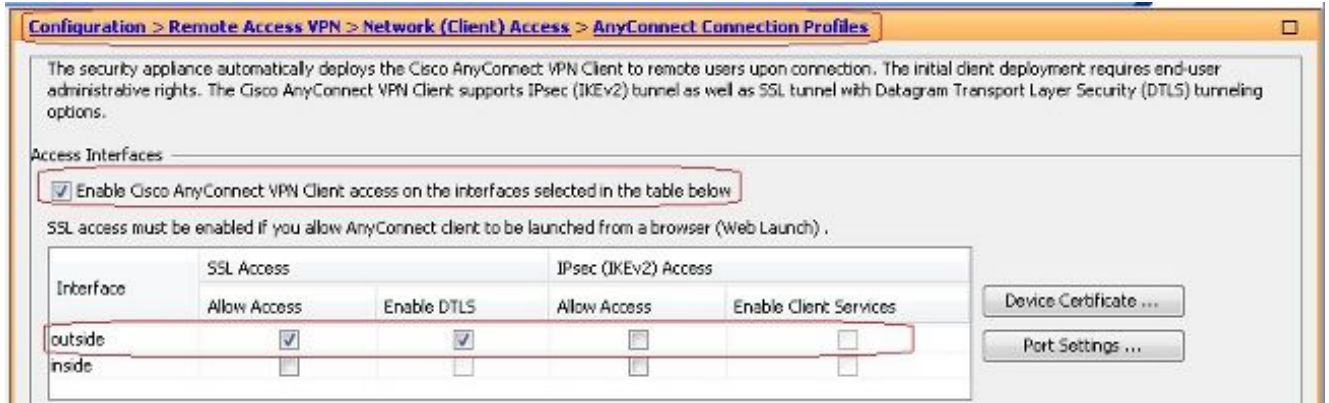 Configuration > Remote Access VPN > Network (Client) Access > AnyConnect Connection Profiles
The security appliance automatically deploys the Cisco AnyConnect VPN Client to remote users upon connection. The initial client deployment requires end-user
administrative rights. The Cisco AnyConnect VPN Client supports IPsec (IKEv2) tunnel as well as SSL tunnel with Datagram Transport Layer Security (DTLS) tunneling
options.
Access Interfaces
Enable Cisco AnyConnect VPN Client access on the interfaces selected in the table below
SSL access must be enabled if you allow AnyConnect client to be launched from a browser (Web Launch) .
Interface
SSL Access
IPsec (IKEv2) Access
Allow Access
Enable DTLS
Allow Access
Enable Client Services
outside
inside
Device Certificate ...
Port Settings ...